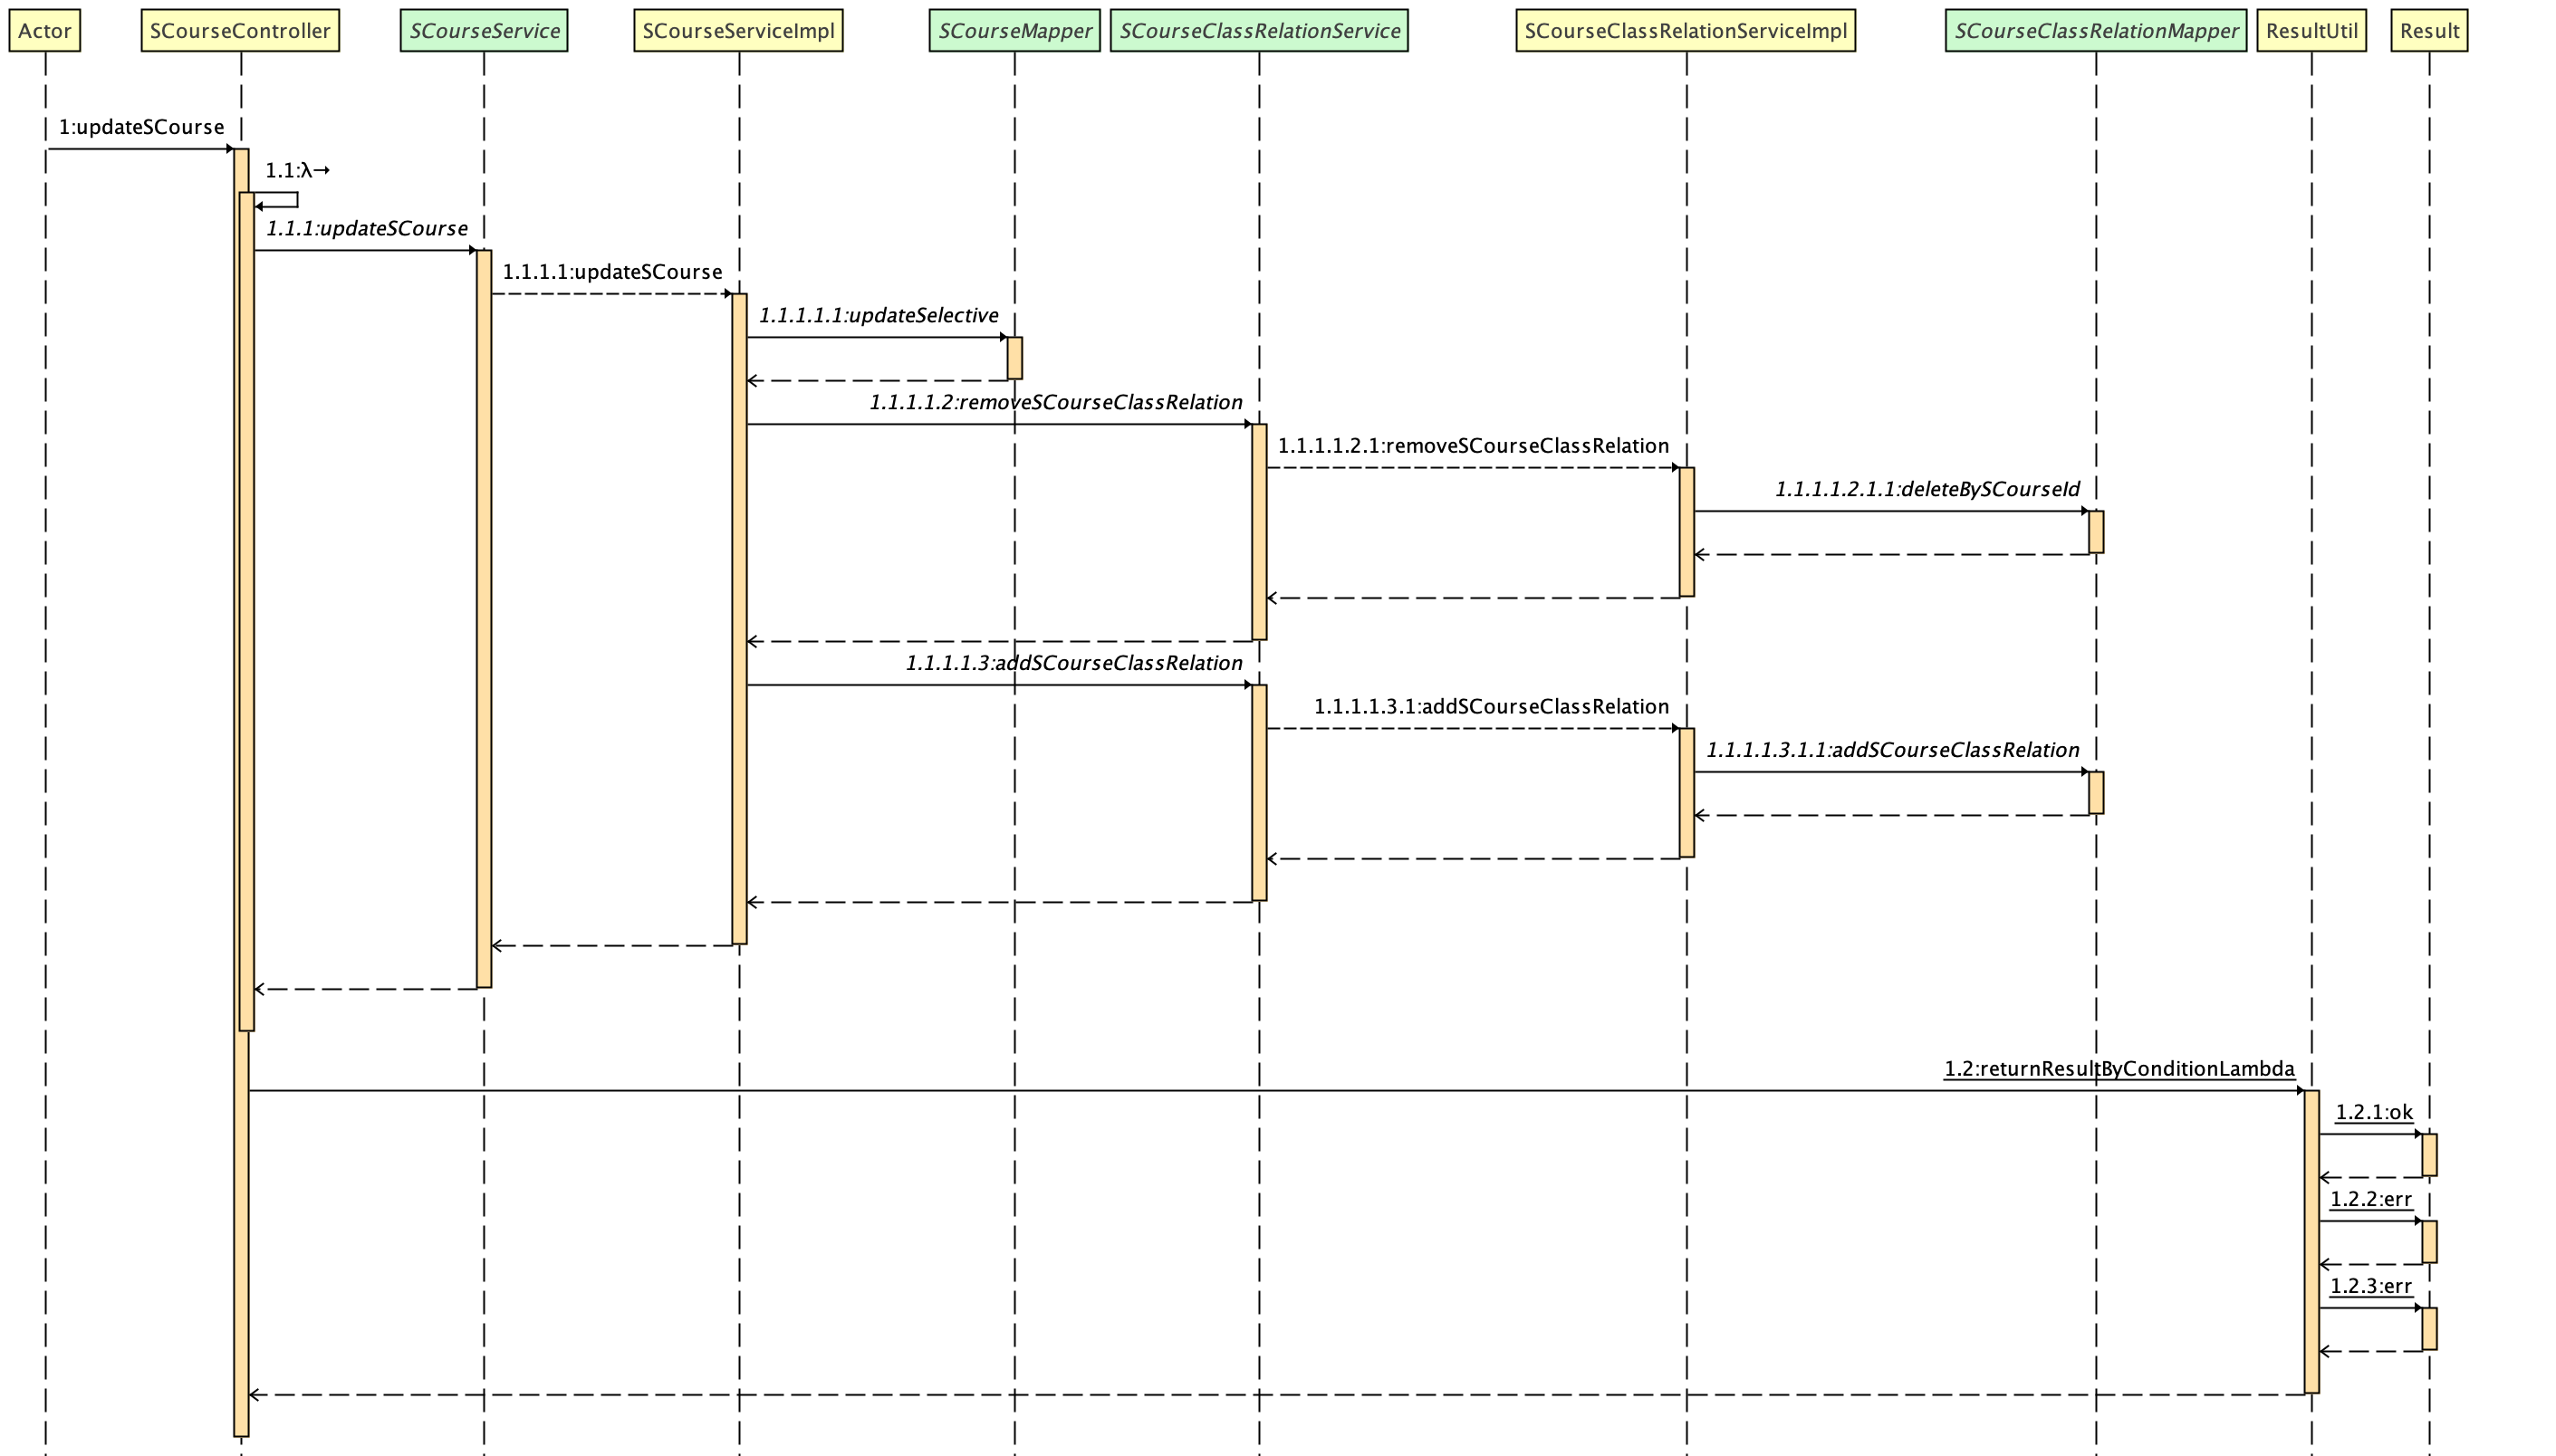 Actor
SCourseController
SCourseService
SCourseServiceImpl
SCourseMapper
SCourseClassRelationService
SCourseClassRelationServiceImpl
SCourseClassRelationMapper
ResultUtil
Result
1:updateSCourse
1.1:λ→
1.1.1:updateSCourse
1.1.1.1:updateSCourse
1.1.1.1.1:updateSelective
1.1.1.1.2:removeSCourseClassRelation
1.1.1.1.2.1:removeSCourseClassRelation
1.1.1.1.2.1.1:deleteBySCourseId
1.1.1.1.3:addSCourseClassRelation
1.1.1.1.3.1:addSCourseClassRelation
1.1.1.1.3.1.1:addSCourseClassRelation
1.2:returnResultByConditionLambda
1.2.1:ok
1.2.2:err
1.2.3:err